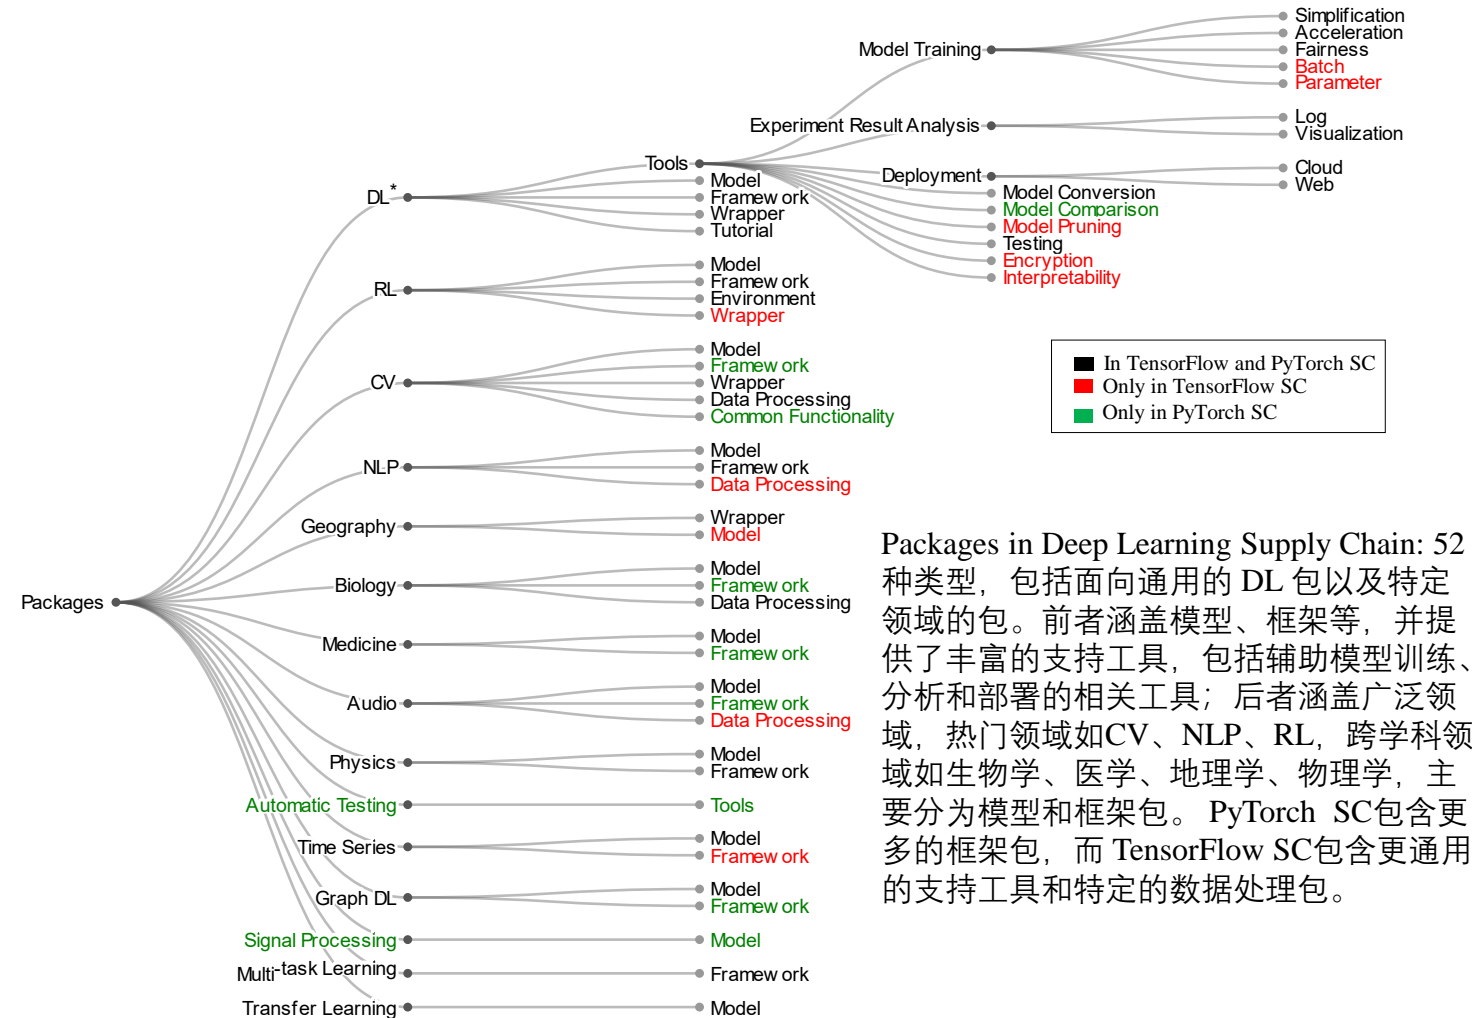 Simplification
Acceleration
Model Training
Fairness
Batch
Parameter
Log
Experiment Result Analysis
Visualization
Tools
Cloud
Deployment
Web
Model
DL*
Model Conversion
Framework
Model Comparison
Wrapper
Model Pruning
Tutorial
Testing
Encryption
Interpretability
Model
RL
Framework
Environment
Wrapper
Model
Framework
CV
Wrapper
Data Processing
Common Functionality
In TensorFlow and PyTorch SC
Only in TensorFlow SC
Only in PyTorch SC
Model
NLP
Framework
Data Processing
Wrapper
Geography
Model
Model
Biology
Framework
Data Processing
Packages
Model
Medicine
Framework
Model
Audio
Framework
Data Processing
Model
Physics
Framework
Automatic Testing
Tools
Model
Time Series
Framework
Model
Graph DL
Framework
Signal Processing
Model
Multi-task Learning
Framework
Transfer Learning
Model
Packages in Deep Learning Supply Chain: 52
种类型，包括面向通用的 DL 包以及特定
领域的包。前者涵盖模型、框架等，并提
供了丰富的支持工具，包括辅助模型训练、
分析和部署的相关工具；后者涵盖广泛领
域，热门领域如CV、NLP、RL，跨学科领
域如生物学、医学、地理学、物理学，主
要分为模型和框架包。 PyTorch SC包含更
多的框架包，而 TensorFlow SC包含更通用
的支持工具和特定的数据处理包。